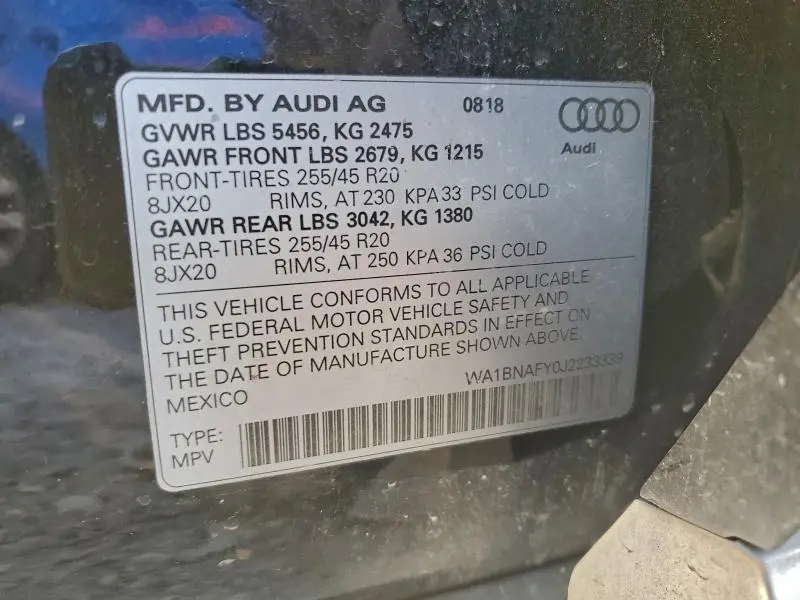 MFD. BY AUDI AG 0818
GVWR LBS 5456, KG 2475
GAWR FRONT LBS 2679, KG 1215
FRONT-TIRES 255/45 R20
8JX20 RIMS, AT 230 KPA 33 PSI COLD
GAWR REAR LBS 3042, KG 1380
REAR-TIRES 255/45 R20
8JX20 RIMS, AT 250 KPA 36 PSI COLD
Audi
THIS VEHICLE CONFORMS TO ALL APPLICABLE
U.S. FEDERAL MOTOR VEHICLE SAFETY AND
THEFT PREVENTION STANDARDS IN EFFECT ON
THE DATE OF MANUFACTURE SHOWN ABOVE.
MEXICO WA1BNAFY0J2233339
TYPE:
MPV